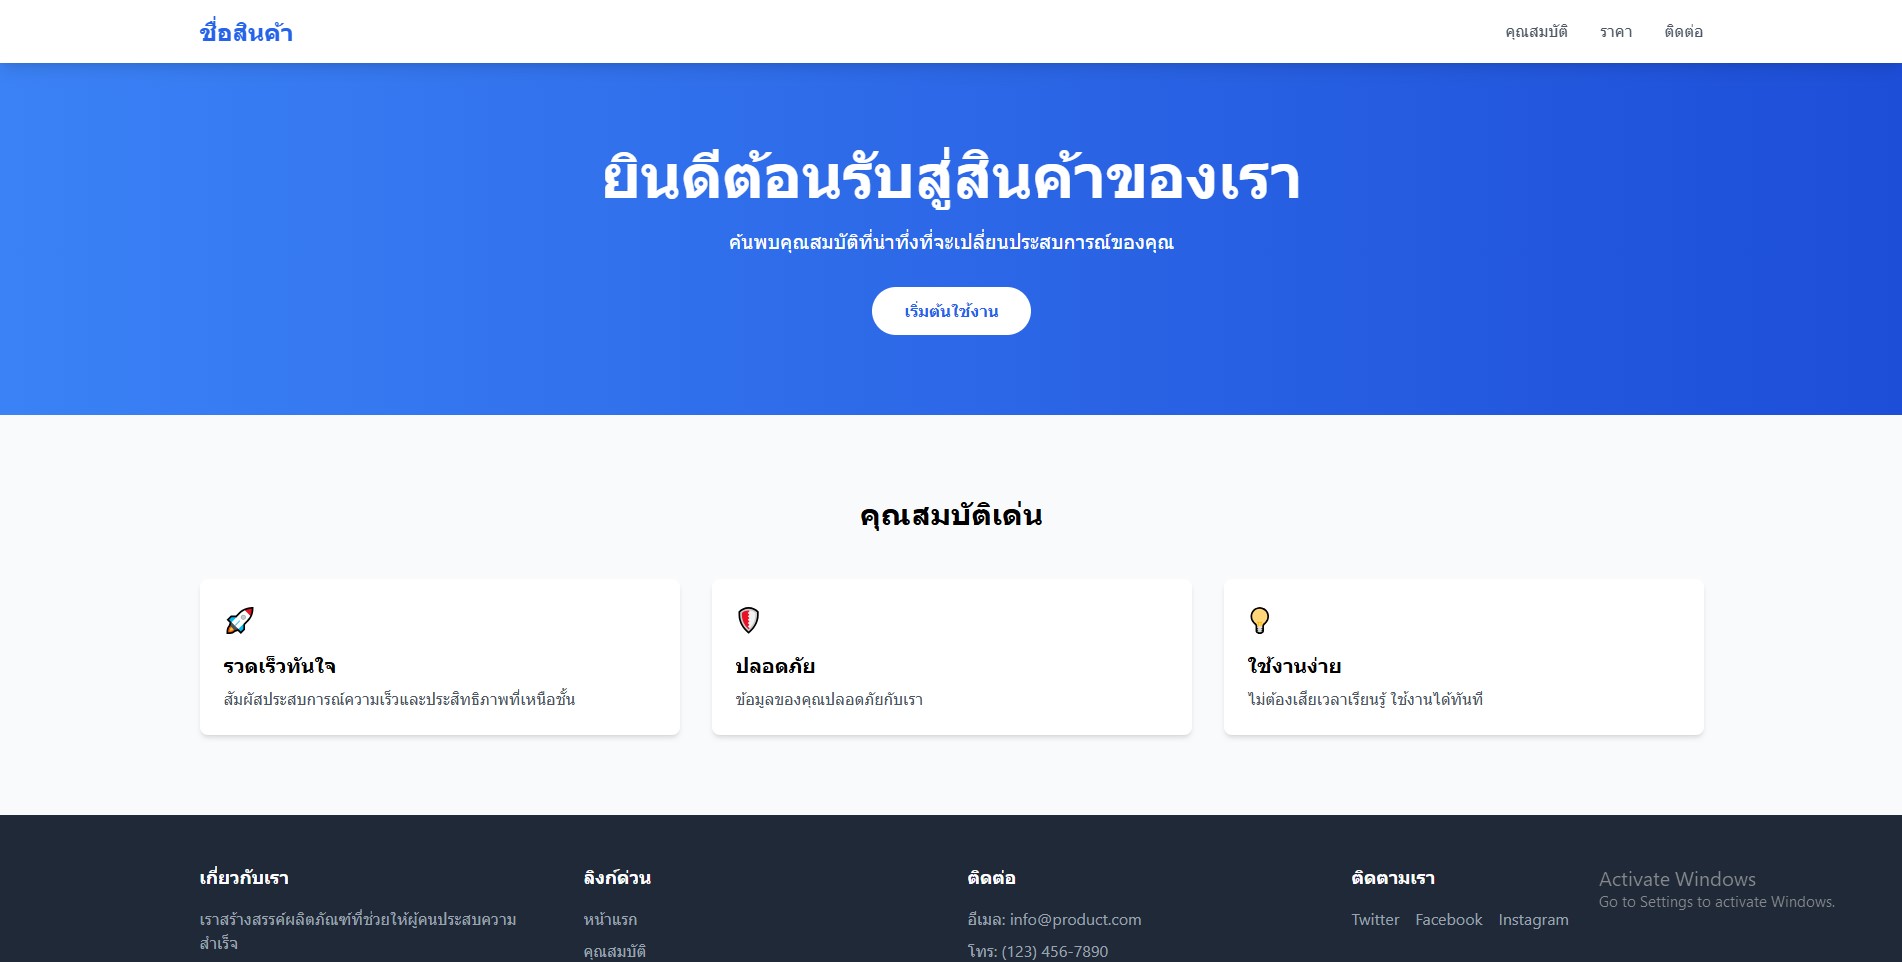 ชื่อสินค้า
คุณสมบัติ ราคา ติดต่อ
ยินดีต้อนรับสู่สินค้าของเรา
ค้นพบคุณสมบัติที่น่าทึ่งที่จะเปลี่ยนประสบการณ์ของคุณ
เริ่มต้นใช้งาน
คุณสมบัติเด่น
รวดเร็วทันใจ
สัมผัสประสบการณ์ความเร็วและประสิทธิภาพที่เหนือชั้น
ปลอดภัย
ข้อมูลของคุณปลอดภัยกับเรา
ใช้งานง่าย
ไม่ต้องเสียเวลาเรียนรู้ ใช้งานได้ทันที
เกี่ยวกับเรา
เราสร้างสรรค์ผลิตภัณฑ์ที่ช่วยให้ผู้คนประสบความ
สำเร็จ
ลิงก์ด่วน
หน้าแรก
คุณสมบัติ
ติดต่อ
อีเมล: info@product.com
โทร: (123) 456-7890
ติดตามเรา
Twitter Facebook Instagram
Activate Windows
Go to Settings to activate Windows.